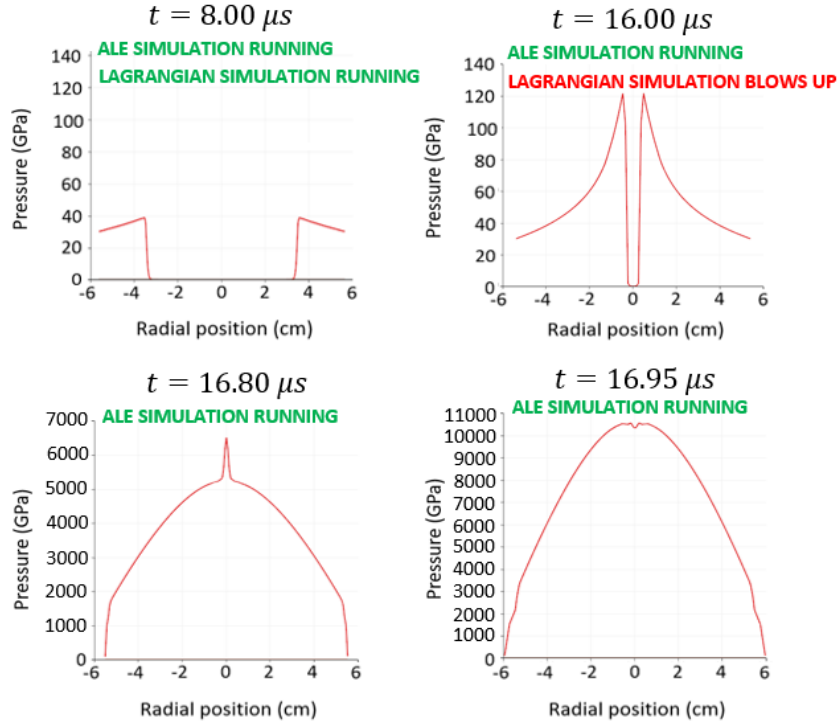 t = 8.00 μs
ALE SIMULATION RUNNING
LAGRANGIAN SIMULATION RUNNING
Pressure (GPa)
140
120
100
80
60
40
20
0
-6 -4 -2 0 2 4 6
Radial position (cm)
t = 16.00 μs
ALE SIMULATION RUNNING
LAGRANGIAN SIMULATION BLOWS UP
Pressure (GPa)
140
120
100
80
60
40
20
0
-6 -4 -2 0 2 4 6
Radial position (cm)
t = 16.80 μs
ALE SIMULATION RUNNING
Pressure (GPa)
7000
6000
5000
4000
3000
2000
1000
0
-6 -4 -2 0 2 4 6
Radial position (cm)
t = 16.95 μs
ALE SIMULATION RUNNING
Pressure (GPa)
11000
10000
9000
8000
7000
6000
5000
4000
3000
2000
1000
0
-6 -4 -2 0 2 4 6
Radial position (cm)